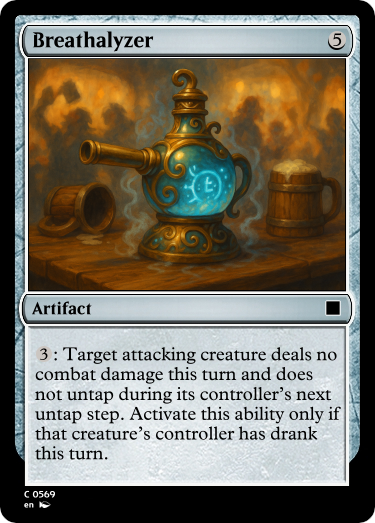 Breathalyzer 5
Artifact
3 : Target attacking creature deals no
combat damage this turn and does
not untap during its controller's next
untap step. Activate this ability only if
that creature's controller has drank
this turn.
C 0569
en